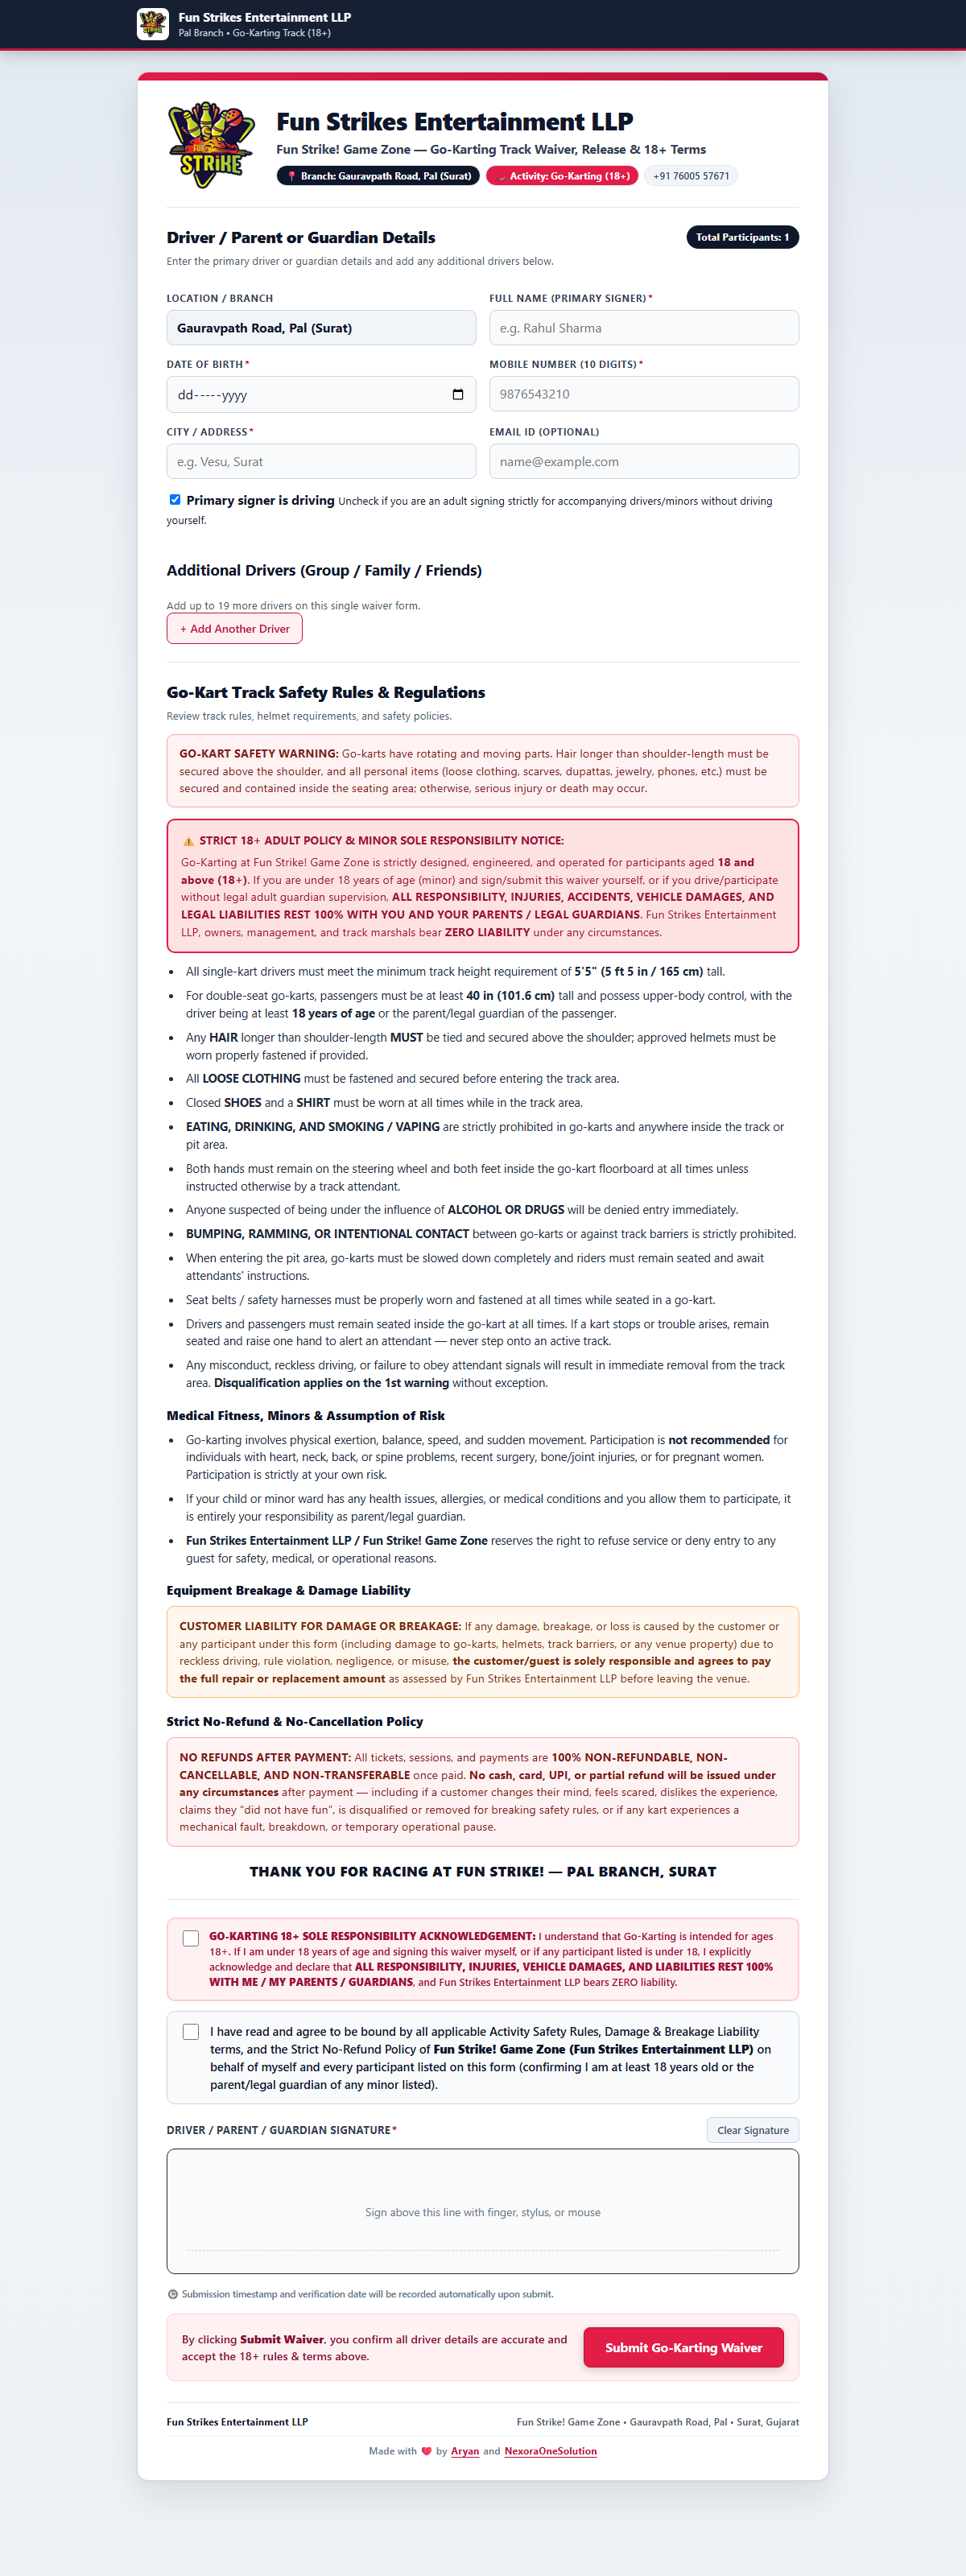 Fun Strikes Entertainment LLP
Pal Branch • Go-Karting Track (18+)
FUN
STRIKE
Fun Strikes Entertainment LLP
Fun Strike! Game Zone — Go-Karting Track Waiver, Release & 18+ Terms
📍 Branch: Gauravpath Road, Pal (Surat)
Activity: Go-Karting (18+)
+91 76005 57671
Driver / Parent or Guardian Details
Total Participants: 1
Enter the primary driver or guardian details and add any additional drivers below.
LOCATION / BRANCH
FULL NAME (PRIMARY SIGNER) *
Gauravpath Road, Pal (Surat)
e.g. Rahul Sharma
DATE OF BIRTH *
MOBILE NUMBER (10 DIGITS) *
dd-----yyyy
9876543210
CITY / ADDRESS *
EMAIL ID (OPTIONAL)
e.g. Vesu, Surat
name@example.com
Primary signer is driving Uncheck if you are an adult signing strictly for accompanying drivers/minors without driving
yourself.
Additional Drivers (Group / Family / Friends)
Add up to 19 more drivers on this single waiver form.
+ Add Another Driver
Go-Kart Track Safety Rules & Regulations
Review track rules, helmet requirements, and safety policies.
GO-KART SAFETY WARNING: Go-karts have rotating and moving parts. Hair longer than shoulder-length must be
secured above the shoulder, and all personal items (loose clothing, scarves, dupattas, jewelry, phones, etc.) must be
secured and contained inside the seating area; otherwise, serious injury or death may occur.
⚠️ STRICT 18+ ADULT POLICY & MINOR SOLE RESPONSIBILITY NOTICE:
Go-Karting at Fun Strike! Game Zone is strictly designed, engineered, and operated for participants aged 18 and
above (18+). If you are under 18 years of age (minor) and sign/submit this waiver yourself, or if you drive/participate
without legal adult guardian supervision, ALL RESPONSIBILITY, INJURIES, ACCIDENTS, VEHICLE DAMAGES, AND
LEGAL LIABILITIES REST 100% WITH YOU AND YOUR PARENTS / LEGAL GUARDIANS. Fun Strikes Entertainment
LLP, owners, management, and track marshals bear ZERO LIABILITY under any circumstances.
• All single-kart drivers must meet the minimum track height requirement of 5'5" (5 ft 5 in / 165 cm) tall.
• For double-seat go-karts, passengers must be at least 40 in (101.6 cm) tall and possess upper-body control, with the
driver being at least 18 years of age or the parent/legal guardian of the passenger.
• Any HAIR longer than shoulder-length MUST be tied and secured above the shoulder; approved helmets must be
worn properly fastened if provided.
• All LOOSE CLOTHING must be fastened and secured before entering the track area.
• Closed SHOES and a SHIRT must be worn at all times while in the track area.
• EATING, DRINKING, AND SMOKING / VAPING are strictly prohibited in go-karts and anywhere inside the track or
pit area.
• Both hands must remain on the steering wheel and both feet inside the go-kart floorboard at all times unless
instructed otherwise by a track attendant.
• Anyone suspected of being under the influence of ALCOHOL OR DRUGS will be denied entry immediately.
• BUMPING, RAMMING, OR INTENTIONAL CONTACT between go-karts or against track barriers is strictly prohibited.
• When entering the pit area, go-karts must be slowed down completely and riders must remain seated and await
attendants' instructions.
• Seat belts / safety harnesses must be properly worn and fastened at all times while seated in a go-kart.
• Drivers and passengers must remain seated inside the go-kart at all times. If a kart stops or trouble arises, remain
seated and raise one hand to alert an attendant — never step onto an active track.
• Any misconduct, reckless driving, or failure to obey attendant signals will result in immediate removal from the track
area. Disqualification applies on the 1st warning without exception.
Medical Fitness, Minors & Assumption of Risk
• Go-karting involves physical exertion, balance, speed, and sudden movement. Participation is not recommended for
individuals with heart, neck, back, or spine problems, recent surgery, bone/joint injuries, or for pregnant women.
Participation is strictly at your own risk.
• If your child or minor ward has any health issues, allergies, or medical conditions and you allow them to participate, it
is entirely your responsibility as parent/legal guardian.
• Fun Strikes Entertainment LLP / Fun Strike! Game Zone reserves the right to refuse service or deny entry to any
guest for safety, medical, or operational reasons.
Equipment Breakage & Damage Liability
CUSTOMER LIABILITY FOR DAMAGE OR BREAKAGE: If any damage, breakage, or loss is caused by the customer or
any participant under this form (including damage to go-karts, helmets, track barriers, or any venue property) due to
reckless driving, rule violation, negligence, or misuse, the customer/guest is solely responsible and agrees to pay
the full repair or replacement amount as assessed by Fun Strikes Entertainment LLP before leaving the venue.
Strict No-Refund & No-Cancellation Policy
NO REFUNDS AFTER PAYMENT: All tickets, sessions, and payments are 100% NON-REFUNDABLE, NON-
CANCELLABLE, AND NON-TRANSFERABLE once paid. No cash, card, UPI, or partial refund will be issued under
any circumstances after payment — including if a customer changes their mind, feels scared, dislikes the experience,
claims they “did not have fun”, is disqualified or removed for breaking safety rules, or if any kart experiences a
mechanical fault, breakdown, or temporary operational pause.
THANK YOU FOR RACING AT FUN STRIKE! — PAL BRANCH, SURAT
GO-KARTING 18+ SOLE RESPONSIBILITY ACKNOWLEDGEMENT: I understand that Go-Karting is intended for ages
18+. If I am under 18 years of age and signing this waiver myself, or if any participant listed is under 18, I explicitly
acknowledge and declare that ALL RESPONSIBILITY, INJURIES, VEHICLE DAMAGES, AND LIABILITIES REST 100%
WITH ME / MY PARENTS / GUARDIANS, and Fun Strikes Entertainment LLP bears ZERO liability.
I have read and agree to be bound by all applicable Activity Safety Rules, Damage & Breakage Liability
terms, and the Strict No-Refund Policy of Fun Strike! Game Zone (Fun Strikes Entertainment LLP) on
behalf of myself and every participant listed on this form (confirming I am at least 18 years old or the
parent/legal guardian of any minor listed).
DRIVER / PARENT / GUARDIAN SIGNATURE *
Clear Signature
Sign above this line with finger, stylus, or mouse
🕒 Submission timestamp and verification date will be recorded automatically upon submit.
By clicking Submit Waiver, you confirm all driver details are accurate and
accept the 18+ rules & terms above.
Submit Go-Karting Waiver
Fun Strikes Entertainment LLP
Fun Strike! Game Zone • Gauravpath Road, Pal • Surat, Gujarat
Made with ❤️ by Aryan and NexoraOneSolution